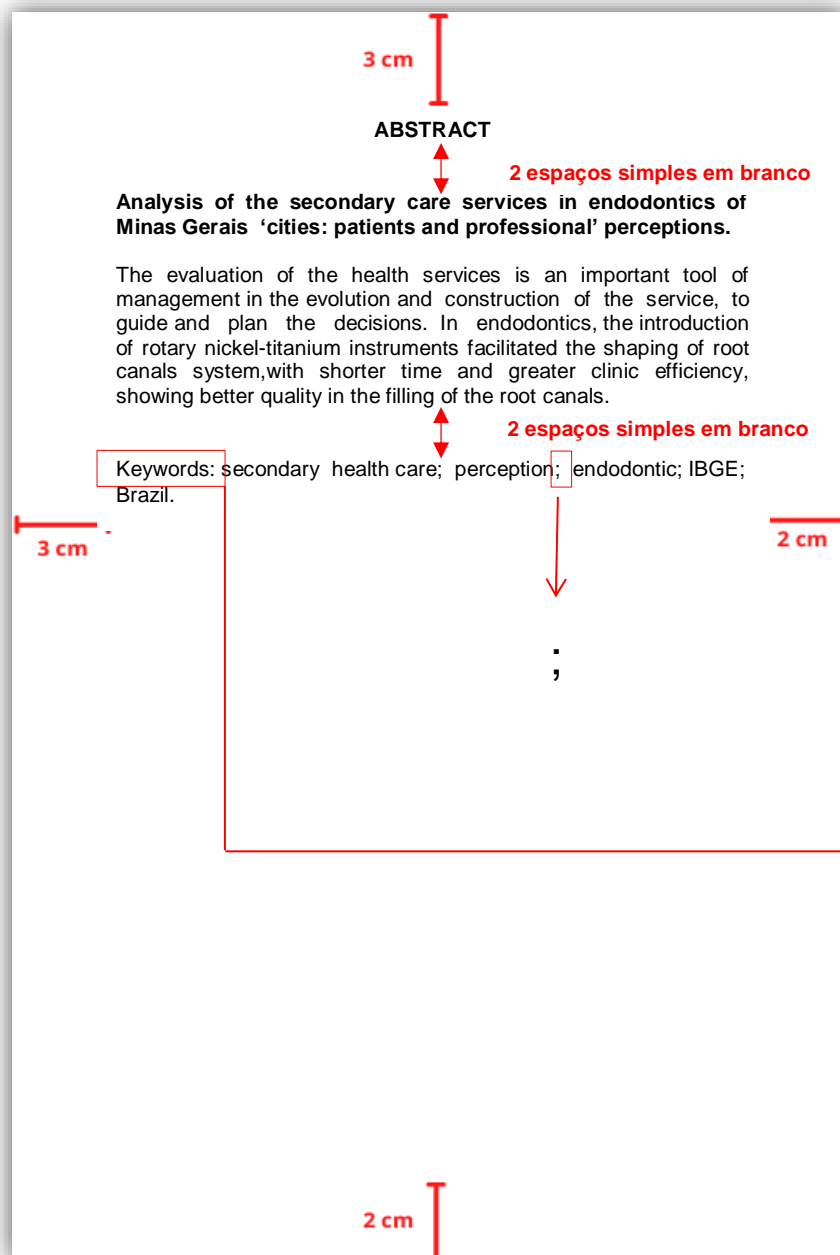 3 cm
ABSTRACT
2 espaços simples em branco
Analysis of the secondary care services in endodontics of
Minas Gerais ‘cities: patients and professional’ perceptions.
The evaluation of the health services is an important tool of
management in the evolution and construction of the service, to
guide and plan the decisions. In endodontics, the introduction
of rotary nickel-titanium instruments facilitated the shaping of root
canals system,with shorter time and greater clinic efficiency,
showing better quality in the filling of the root canals.
2 espaços simples em branco
Keywords: secondary health care; perception; endodontic; IBGE;
Brazil.
3 cm
2 cm
;
2 cm